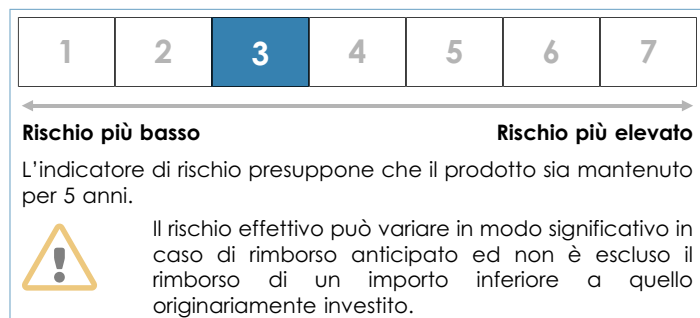 1 2 3 4 5 6 7
Rischio più basso Rischio più elevato
L'indicatore di rischio presuppone che il prodotto sia mantenuto
per 5 anni.
Il rischio effettivo può variare in modo significativo in
caso di rimborso anticipato ed non è escluso il
rimborso di un importo inferiore a quello
originariamente investito.